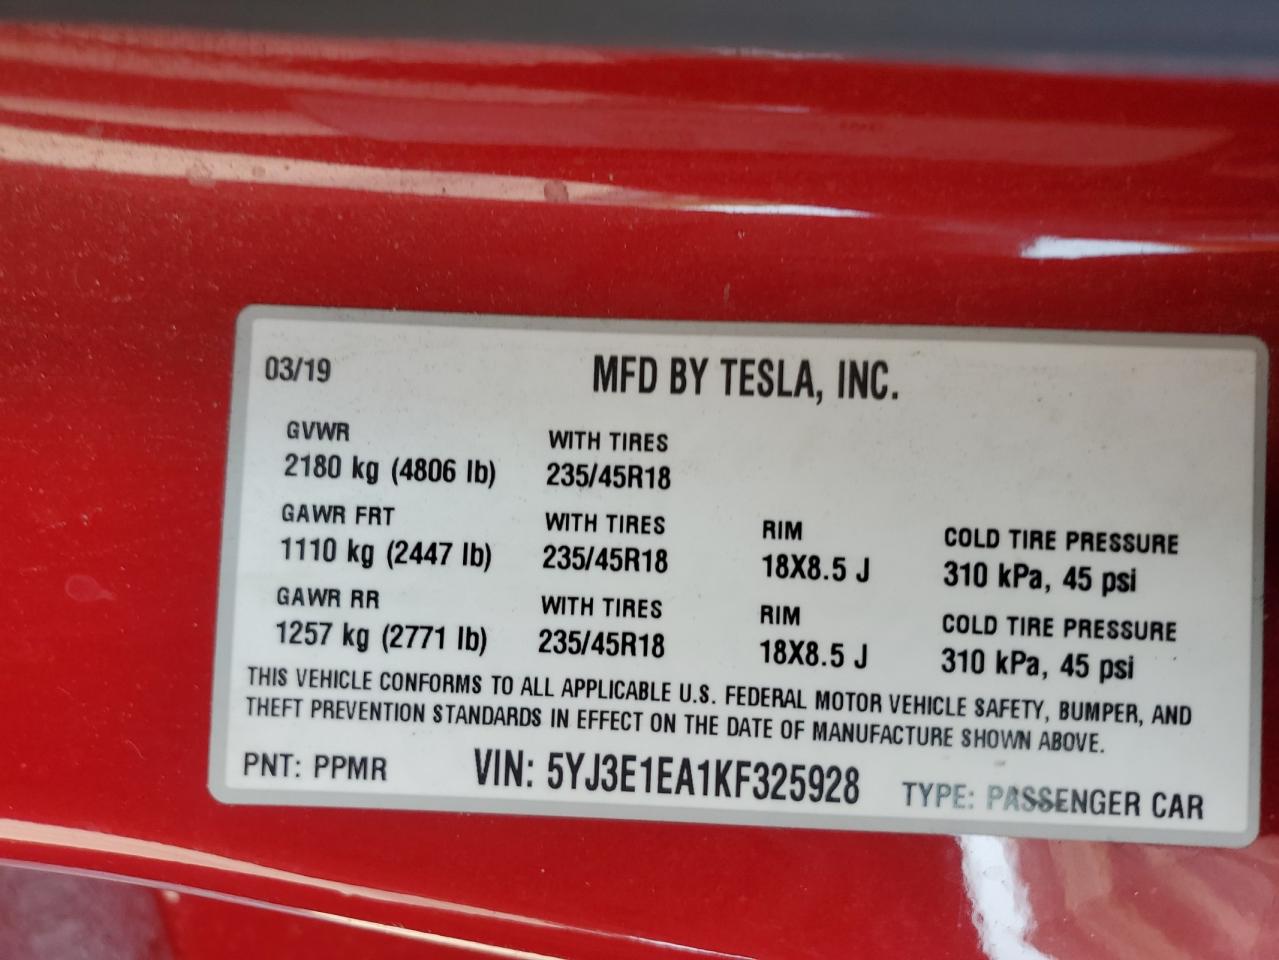 03/19 MFD BY TESLA, INC.
GVWR WITH TIRES
2180 kg (4806 lb) 235/45R18
GAWR FRT WITH TIRES RIM COLD TIRE PRESSURE
1110 kg (2447 lb) 235/45R18 18X8.5 J 310 kPa, 45 psi
GAWR RR WITH TIRES RIM COLD TIRE PRESSURE
1257 kg (2771 lb) 235/45R18 18X8.5 J 310 kPa, 45 psi
THIS VEHICLE CONFORMS TO ALL APPLICABLE U.S. FEDERAL MOTOR VEHICLE SAFETY, BUMPER, AND
THEFT PREVENTION STANDARDS IN EFFECT ON THE DATE OF MANUFACTURE SHOWN ABOVE.
PNT: PPMR VIN: 5YJ3E1EA1KF325928 TYPE: PASSENGER CAR